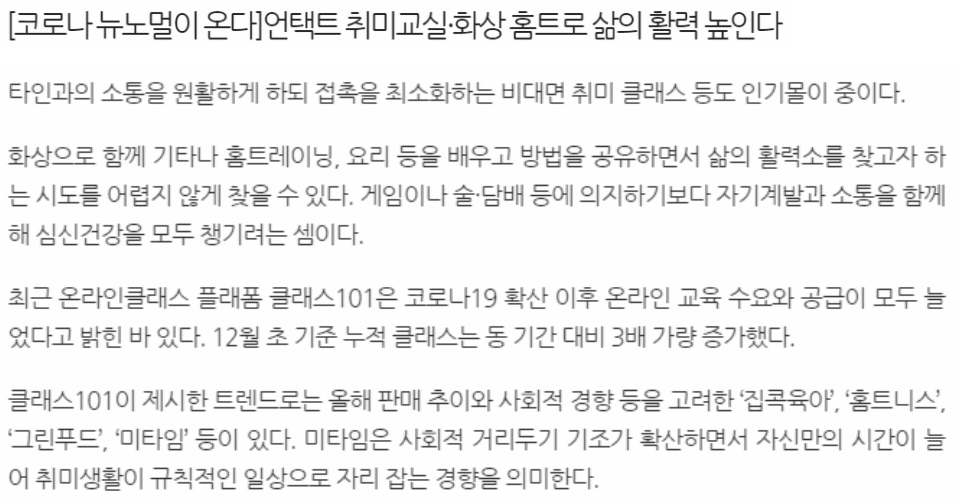 [코로나 뉴노멀이 온다]언택트 취미교실·화상 홈트로 삶의 활력 높인다
타인과의 소통을 원활하게 하되 접촉을 최소화하는 비대면 취미 클래스 등도 인기몰이 중이다.
화상으로 함께 기타나 홈트레이닝, 요리 등을 배우고 방법을 공유하면서 삶의 활력소를 찾고자 하
는 시도를 어렵지 않게 찾을 수 있다. 게임이나 술·담배 등에 의지하기보다 자기계발과 소통을 함께
해 심신건강을 모두 챙기려는 셈이다.
최근 온라인클래스 플래폼 클래스101은 코로나19 확산 이후 온라인 교육 수요와 공급이 모두 늘
었다고 밝힌 바 있다. 12월 초 기준 누적 클래스는 동 기간 대비 3배 가량 증가했다.
클래스101이 제시한 트렌드로는 올해 판매 추이와 사회적 경향 등을 고려한 ‘집콕육아’, ‘홈트니스’,
‘그린푸드’, ‘미타임’ 등이 있다. 미타임은 사회적 거리두기 기조가 확산하면서 자신만의 시간이 늘
어 취미생활이 규칙적인 일상으로 자리 잡는 경향을 의미한다.